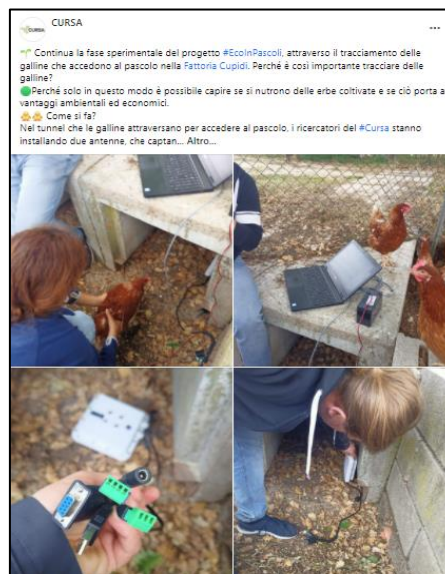 CURSA
Continua la fase sperimentale del progetto #EcoInPascoli, attraverso il tracciamento delle
galline che accedono al pascolo nella Fattoria Cupidi. Perché è così importante tracciare delle
galline?
Perché solo in questo modo è possibile capire se si nutrono delle erbe coltivate e se ciò porta a
vantaggi ambientali ed economici.
Come si fa?
Nel tunnel che le galline attraversano per accedere al pascolo, i ricercatori del #Cursa stanno
installando due antenne, che captan... Altro...